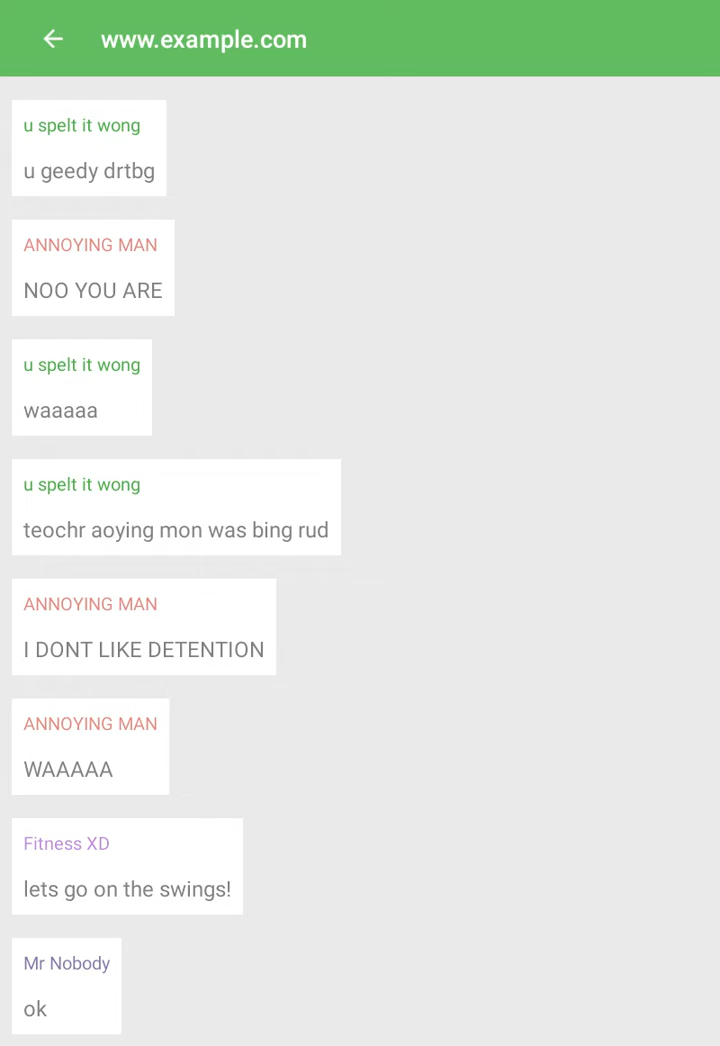 www.example.com
u spelt it wong
u geedy drtbg
ANNOYING MAN
NOO YOU ARE
u spelt it wong
waaaaa
u spelt it wong
teochr aoying mon was bing rud
ANNOYING MAN
I DONT LIKE DETENTION
ANNOYING MAN
WAAAAA
Fitness XD
lets go on the swings!
Mr Nobody
ok